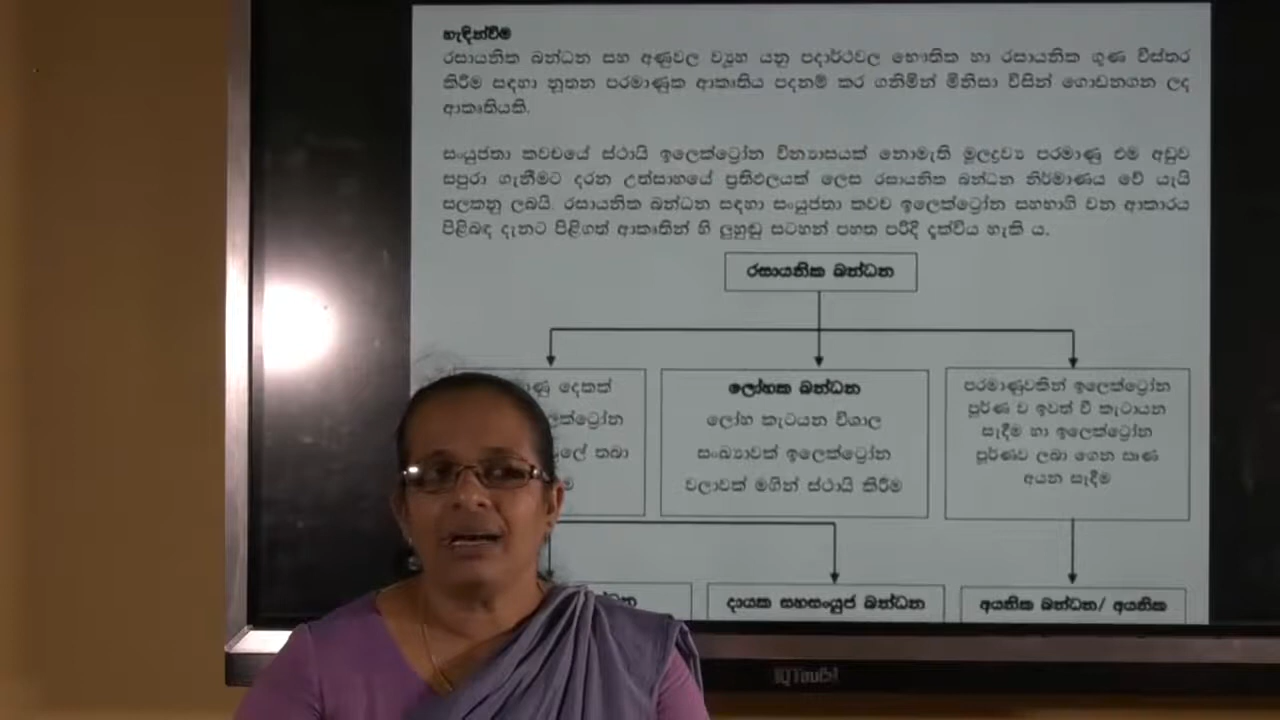 හැඳින්වීම
රසායනික බන්ධන සහ අණුවල ව්‍යුහ යනු පදාර්ථවල භෞතික හා රසායනික ගුණ විස්තර
කිරීම සඳහා නූතන පරමාණුක ආකෘතිය පදනම් කර ගනිමින් මිනිසා විසින් ගොඩනගන ලද
ආකෘතියකි.
සංයුජතා කවචයේ ස්ථායි ඉලෙක්ට්‍රෝන වින්‍යාසයක් නොමැති මූලද්‍රව්‍ය පරමාණු එම අඩුව
සපුරා ගැනීමට දරන උත්සාහයේ ප්‍රතිඵලයක් ලෙස රසායනික බන්ධන නිර්මාණය වේ යැයි
සලකනු ලබයි. රසායනික බන්ධන සඳහා සංයුජතා කවච ඉලෙක්ට්‍රෝන සහභාගි වන ආකාරය
පිළිබඳ දැනට පිළිගත් ආකෘතින් හි ලුහුඬු සටහන් පහත පරිදි දැක්විය හැකි ය.
රසායනික බන්ධන
දෙකක්
තබා
ලෝහක බන්ධන
ලෝහ කැටයන විශාල
සංඛ්‍යාවක් ඉලෙක්ට්‍රෝන
වලාවක් මගින් ස්ථායි කිරීම
පරමාණුවකින් ඉලෙක්ට්‍රෝන
පූර්ණ ව ඉවත් වී කැටායන
සෑදීම හා ඉලෙක්ට්‍රෝන
පූර්ණව ලබා ගෙන ඍණ
අයන සෑදීම
දායක සහසංයුජ බන්ධන
අයනික බන්ධන/ අයනික